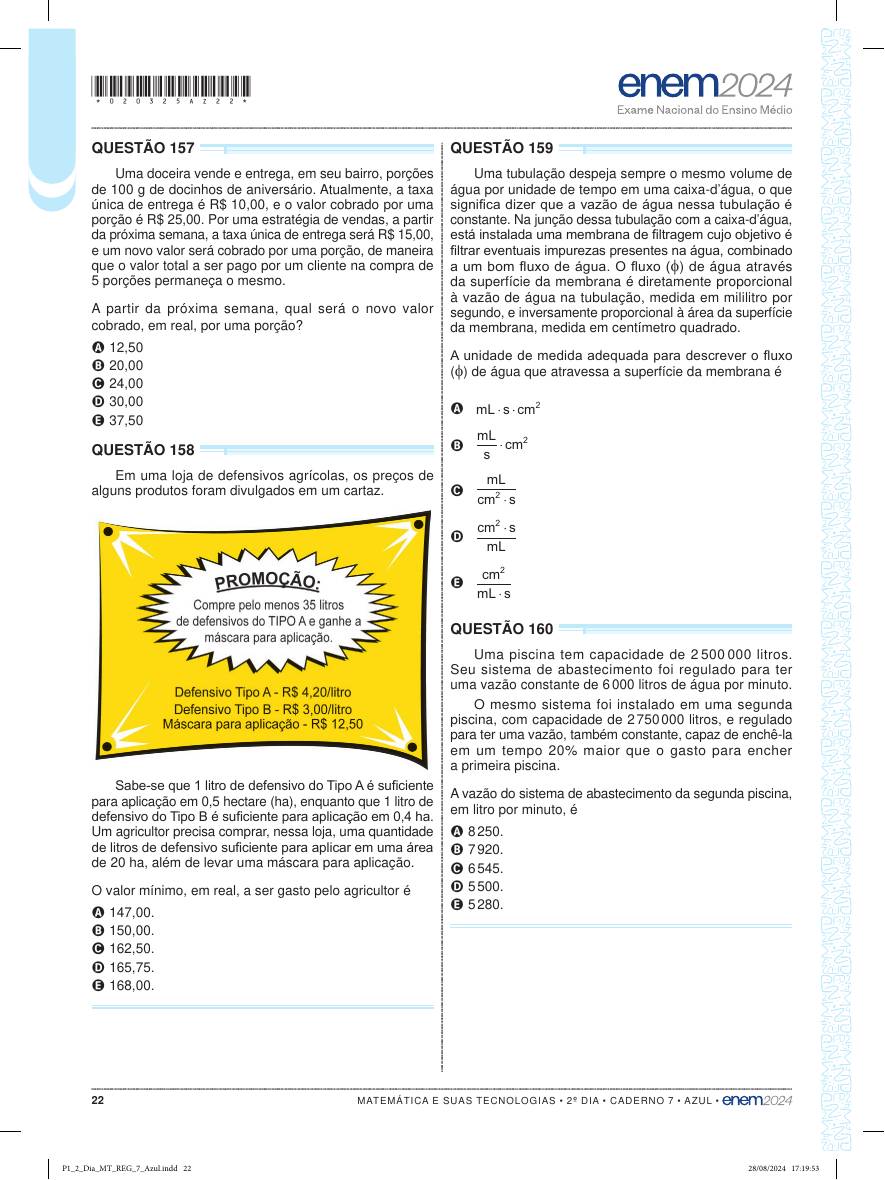 *020325AZ22*
enem2024
Exame Nacional do Ensino Médio
QUESTÃO 157
Uma doceira vende e entrega, em seu bairro, porções
de 100 g de docinhos de aniversário. Atualmente, a taxa
única de entrega é R$ 10,00, e o valor cobrado por uma
porção é R$ 25,00. Por uma estratégia de vendas, a partir
da próxima semana, a taxa única de entrega será R$ 15,00,
e um novo valor será cobrado por uma porção, de maneira
que o valor total a ser pago por um cliente na compra de
5 porções permaneça o mesmo.
A partir da próxima semana, qual será o novo valor
cobrado, em real, por uma porção?
A 12,50
B 20,00
C 24,00
D 30,00
E 37,50
QUESTÃO 158
Em uma loja de defensivos agrícolas, os preços de
alguns produtos foram divulgados em um cartaz.
PROMOÇÃO:
Compre pelo menos 35 litros
de defensivos do TIPO A e ganhe a
máscara para aplicação.
Defensivo Tipo A - R$ 4,20/litro
Defensivo Tipo B - R$ 3,00/litro
Máscara para aplicação - R$ 12,50
Sabe-se que 1 litro de defensivo do Tipo A é suficiente
para aplicação em 0,5 hectare (ha), enquanto que 1 litro de
defensivo do Tipo B é suficiente para aplicação em 0,4 ha.
Um agricultor precisa comprar, nessa loja, uma quantidade
de litros de defensivo suficiente para aplicar em uma área
de 20 ha, além de levar uma máscara para aplicação.
O valor mínimo, em real, a ser gasto pelo agricultor é
A 147,00.
B 150,00.
C 162,50.
D 165,75.
E 168,00.
QUESTÃO 159
Uma tubulação despeja sempre o mesmo volume de
água por unidade de tempo em uma caixa-d'água, o que
significa dizer que a vazão de água nessa tubulação é
constante. Na junção dessa tubulação com a caixa-d'água,
está instalada uma membrana de filtragem cujo objetivo é
filtrar eventuais impurezas presentes na água, combinado
a um bom fluxo de água. O fluxo (ϕ) de água através
da superfície da membrana é diretamente proporcional
à vazão de água na tubulação, medida em mililitro por
segundo, e inversamente proporcional à área da superfície
da membrana, medida em centímetro quadrado.
A unidade de medida adequada para descrever o fluxo
(ϕ) de água que atravessa a superfície da membrana é
A mL · s · cm²
B mL/s · cm²
C mL/cm² · s
D cm² · s/mL
E cm²/mL · s
QUESTÃO 160
Uma piscina tem capacidade de 2 500 000 litros.
Seu sistema de abastecimento foi regulado para ter
uma vazão constante de 6 000 litros de água por minuto.
O mesmo sistema foi instalado em uma segunda
piscina, com capacidade de 2 750 000 litros, e regulado
para ter uma vazão, também constante, capaz de enchê-la
em um tempo 20% maior que o gasto para encher
a primeira piscina.
A vazão do sistema de abastecimento da segunda piscina,
em litro por minuto, é
A 8 250.
B 7 920.
C 6 545.
D 5 500.
E 5 280.
22
MATEMÁTICA E SUAS TECNOLOGIAS • 2º DIA • CADERNO 7 • AZUL • enem2024
P1_2_Dia_MT_REG_7_Azul.indd 22
28/08/2024 17:19:53